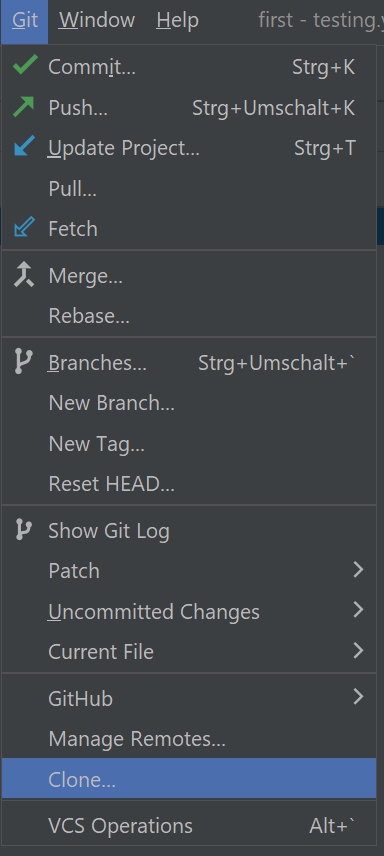 Git Window Help first - testing.y
Commit... Strg+K
Push... Strg+Umschalt+K
Update Project... Strg+T
Pull...
Fetch
Merge...
Rebase...
Branches... Strg+Umschalt+`
New Branch...
New Tag...
Reset HEAD...
Show Git Log
Patch
Uncommitted Changes
Current File
GitHub
Manage Remotes...
Clone...
VCS Operations Alt+`